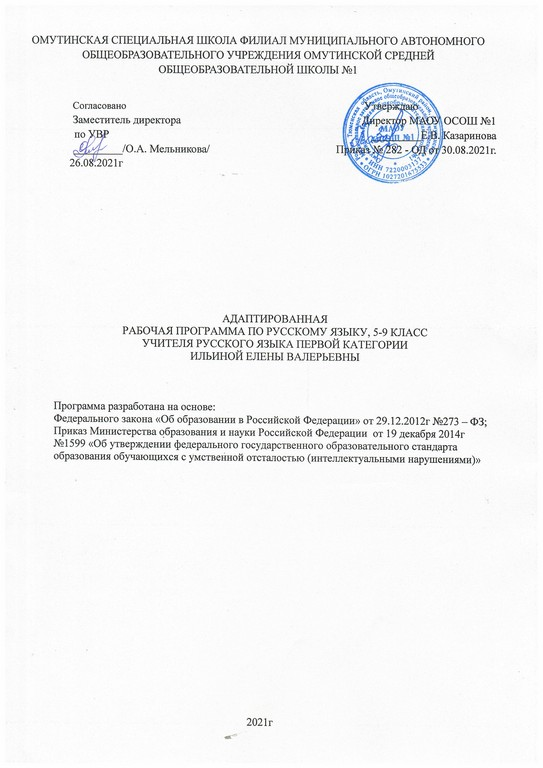 ОМУТИНСКАЯ СПЕЦИАЛЬНАЯ ШКОЛА ФИЛИАЛ МУНИЦИПАЛЬНОГО АВТОНОМНОГО
ОБЩЕОБРАЗОВАТЕЛЬНОГО УЧРЕЖДЕНИЯ ОМУТИНСКОЙ СРЕДНЕЙ
ОБЩЕОБРАЗОВАТЕЛЬНОЙ ШКОЛЫ №1
Согласовано
Заместитель директора
по УВР
/О.А. Мельникова/
26.08.2021г
Утверждаю
Директор МАОУ ОСОШ №1
Е.В. Казаринова
Приказ № 282 - ОД от 30.08.2021г.
АДАПТИРОВАННАЯ
РАБОЧАЯ ПРОГРАММА ПО РУССКОМУ ЯЗЫКУ, 5-9 КЛАСС
УЧИТЕЛЯ РУССКОГО ЯЗЫКА ПЕРВОЙ КАТЕГОРИИ
ИЛЬИНОЙ ЕЛЕНЫ ВАЛЕРЬЕВНЫ
Программа разработана на основе:
Федерального закона «Об образовании в Российской Федерации» от 29.12.2012г №273 – ФЗ;
Приказ Министерства образования и науки Российской Федерации от 19 декабря 2014г
№1599 «Об утверждении федерального государственного образовательного стандарта
образования обучающихся с умственной отсталостью (интеллектуальными нарушениями)»
2021г